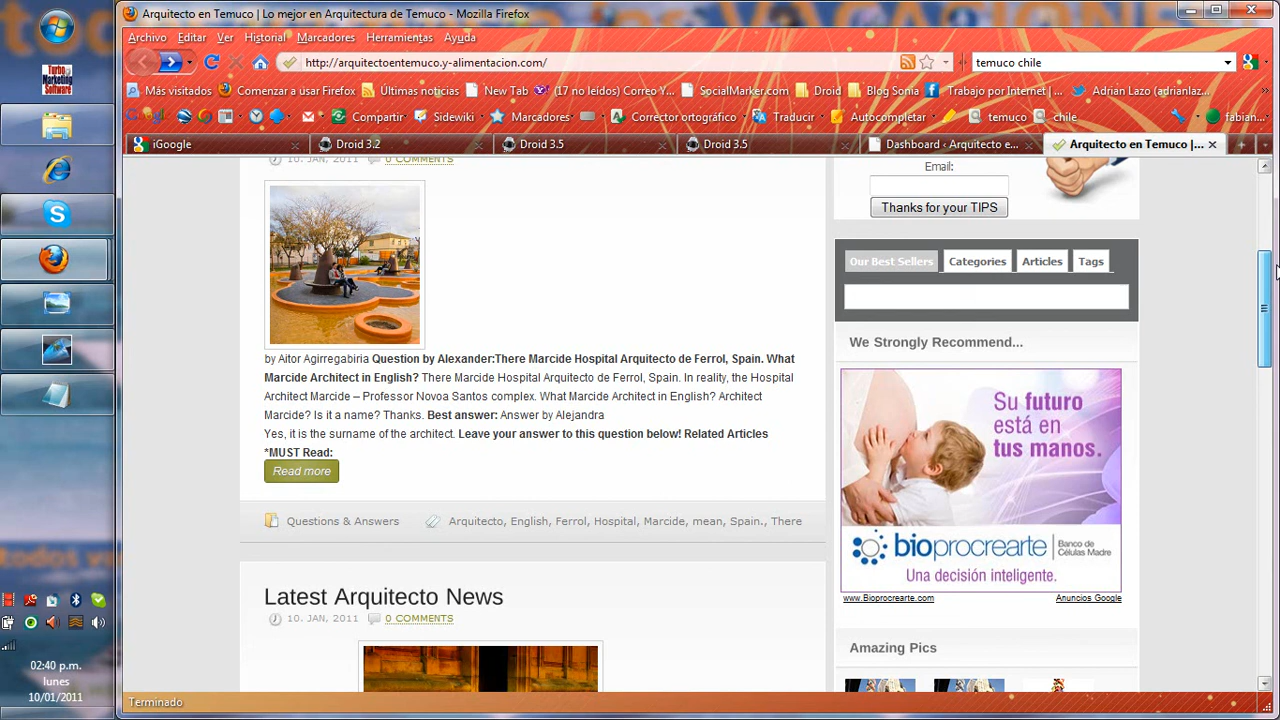 Arquitecto en Temuco | Lo mejor en Arquitectura de Temuco - Mozilla Firefox
Archivo Editar Ver Historial Marcadores Herramientas Ayuda
http://arquitectoentemuco.y-alimentacion.com/
temuco chile
Más visitados Comenzar a usar Firefox Últimas noticias New Tab (17 no leídos) Correo Y... SocialMarker.com Droid Blog Sonia Trabajo por Internet |... Adrian Lazo (adrianlaz...
Google Compartir Sidewiki Marcadores Corrector ortográfico Traducir Autocompletar temuco chile fabian...
iGoogle Droid 3.2 Droid 3.5 Droid 3.5 Dashboard ‹ Arquitecto e... Arquitecto en Temuco |...
Turbo Marketing Software
10. JAN, 2011 0 COMMENTS
by Aitor Agirregabiria Question by Alexander:There Marcide Hospital Arquitecto de Ferrol, Spain. What
Marcide Architect in English? There Marcide Hospital Arquitecto de Ferrol, Spain. In reality, the Hospital
Architect Marcide – Professor Novoa Santos complex. What Marcide Architect in English? Architect
Marcide? Is it a name? Thanks. Best answer: Answer by Alejandra
Yes, it is the surname of the architect. Leave your answer to this question below! Related Articles
*MUST Read:
Read more
Questions & Answers Arquitecto, English, Ferrol, Hospital, Marcide, mean, Spain., There
Latest Arquitecto News
10. JAN, 2011 0 COMMENTS
Email:
Thanks for your TIPS
Our Best Sellers Categories Articles Tags
We Strongly Recommend...
Su futuro
está en
tus manos.
bioprocrearte Banco de
Células Madre
Una decisión inteligente.
www.Bioprocrearte.com Anuncios Google
Amazing Pics
02:40 p.m.
lunes
10/01/2011
Terminado